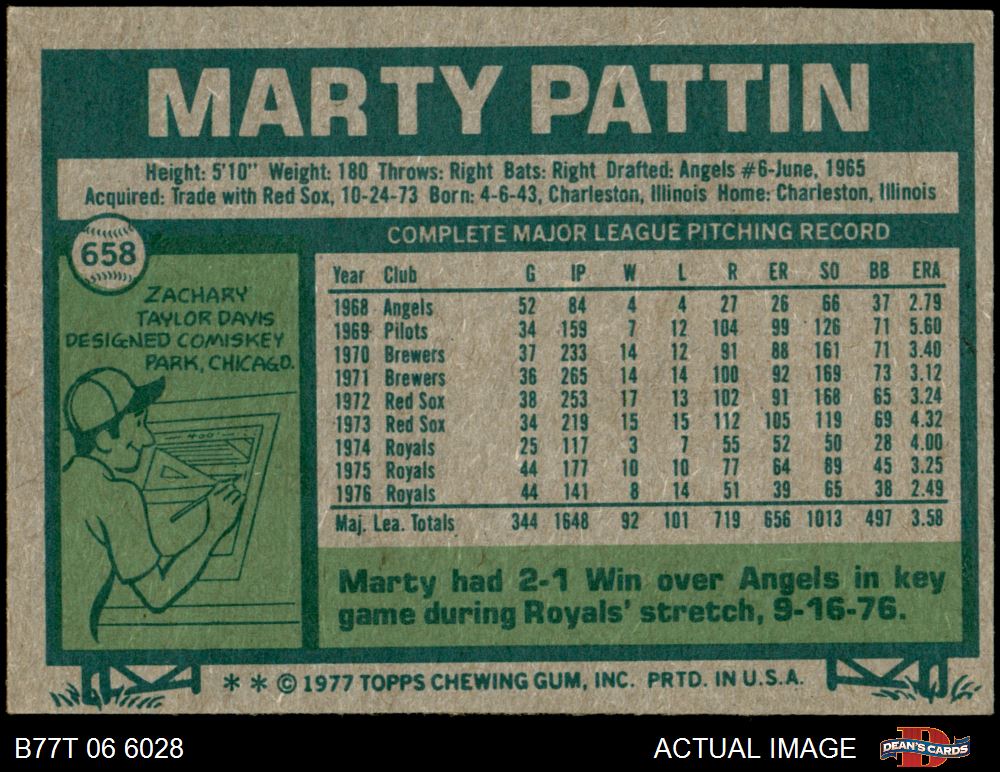 MARTY PATTIN
Height: 5'10" Weight: 180 Throws: Right Bats: Right Drafted: Angels #6-June, 1965
Acquired: Trade with Red Sox, 10-24-73 Born: 4-6-43, Charleston, Illinois Home: Charleston, Illinois
658
ZACHARY
TAYLOR DAVIS
DESIGNED COMISKEY
PARK, CHICAGO.
400
COMPLETE MAJOR LEAGUE PITCHING RECORD
Year Club G IP W L R ER SO BB ERA
1968 Angels 52 84 4 4 27 26 66 37 2.79
1969 Pilots 34 159 7 12 104 99 126 71 5.60
1970 Brewers 37 233 14 12 91 88 161 71 3.40
1971 Brewers 36 265 14 14 100 92 169 73 3.12
1972 Red Sox 38 253 17 13 102 91 168 65 3.24
1973 Red Sox 34 219 15 15 112 105 119 69 4.32
1974 Royals 25 117 3 7 55 52 50 28 4.00
1975 Royals 44 177 10 10 77 64 89 45 3.25
1976 Royals 44 141 8 14 51 39 65 38 2.49
Maj. Lea. Totals 344 1648 92 101 719 656 1013 497 3.58
Marty had 2-1 Win over Angels in key
game during Royals' stretch, 9-16-76.
* * © 1977 TOPPS CHEWING GUM, INC. PRTD. IN U.S.A.
B77T 06 6028
ACTUAL IMAGE
D
DEAN'S CARDS